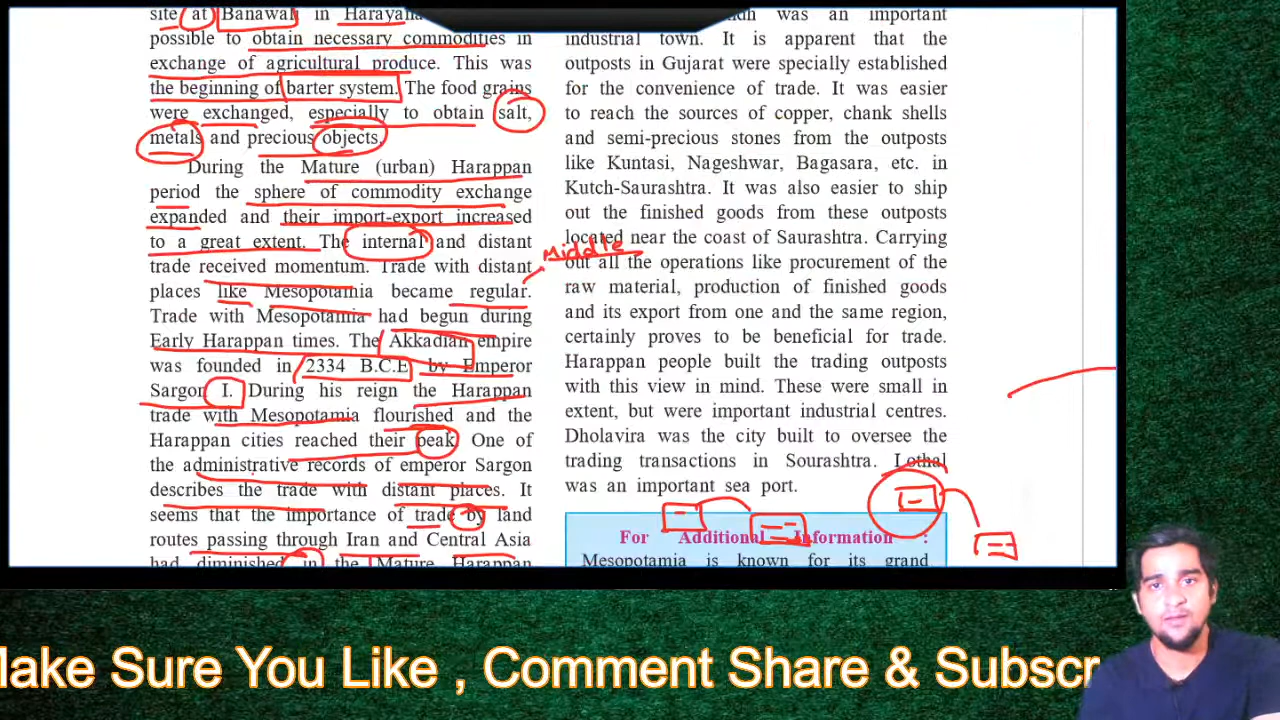 site at Banawali in Harayana
possible to obtain necessary commodities in
exchange of agricultural produce. This was
the beginning of barter system. The food grains
were exchanged, especially to obtain salt,
metals and precious objects.
During the Mature (urban) Harappan
period the sphere of commodity exchange
expanded and their import-export increased
to a great extent. The internal and distant
trade received momentum. Trade with distant
places like Mesopotamia became regular.
Trade with Mesopotamia had begun during
Early Harappan times. The Akkadian empire
was founded in 2334 B.C.E. by Emperor
Sargon I. During his reign the Harappan
trade with Mesopotamia flourished and the
Harappan cities reached their peak. One of
the administrative records of emperor Sargon
describes the trade with distant places. It
seems that the importance of trade by land
routes passing through Iran and Central Asia
had diminished in the Mature Harappan
Middle
was an important
industrial town. It is apparent that the
outposts in Gujarat were specially established
for the convenience of trade. It was easier
to reach the sources of copper, chank shells
and semi-precious stones from the outposts
like Kuntasi, Nageshwar, Bagasara, etc. in
Kutch-Saurashtra. It was also easier to ship
out the finished goods from these outposts
located near the coast of Saurashtra. Carrying
out all the operations like procurement of the
raw material, production of finished goods
and its export from one and the same region,
certainly proves to be beneficial for trade.
Harappan people built the trading outposts
with this view in mind. These were small in
extent, but were important industrial centres.
Dholavira was the city built to oversee the
trading transactions in Sourashtra. Lothal
was an important sea port.
For Additional Information :
Mesopotamia is known for its grand
Make Sure You Like , Comment Share & Subscr